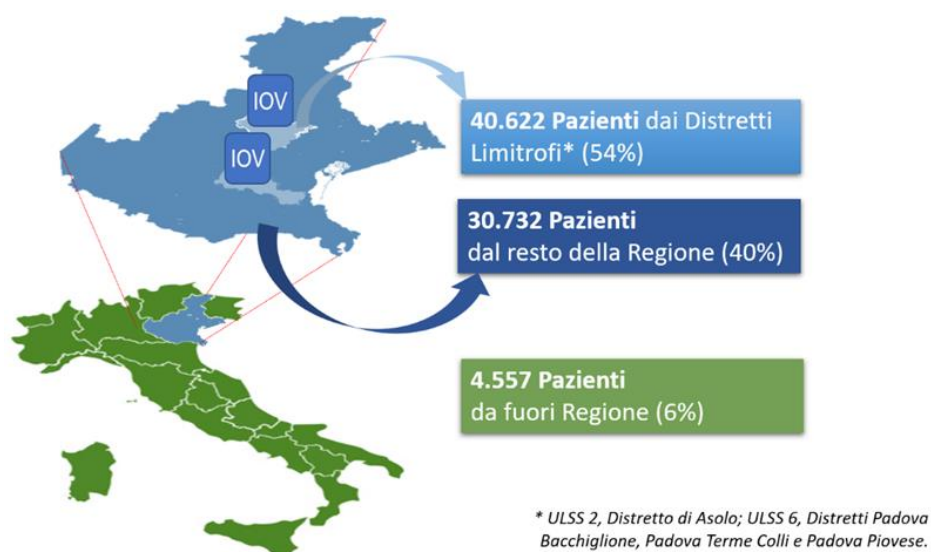 IOV
IOV
40.622 Pazienti dai Distretti
Limitrofi* (54%)
30.732 Pazienti
dal resto della Regione (40%)
4.557 Pazienti
da fuori Regione (6%)
* ULSS 2, Distretto di Asolo; ULSS 6, Distretti Padova
Bacchiglione, Padova Terme Colli e Padova Piovese.